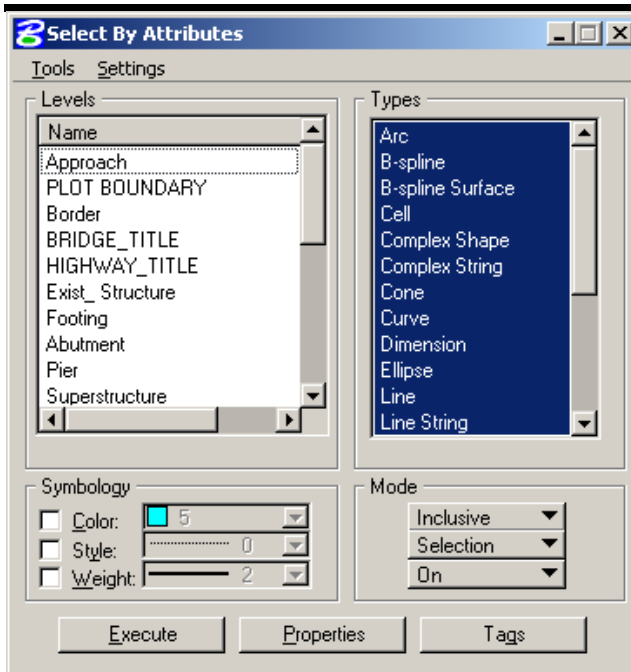 Select By Attributes
Tools Settings
Levels
Name
Approach
PLOT BOUNDARY
Border
BRIDGE_TITLE
HIGHWAY_TITLE
Exist_ Structure
Footing
Abutment
Pier
Superstructure
Types
Arc
B-spline
B-spline Surface
Cell
Complex Shape
Complex String
Cone
Curve
Dimension
Ellipse
Line
Line String
Symbology
Color: 5
Style: 0
Weight: 2
Mode
Inclusive
Selection
On
Execute Properties Tags